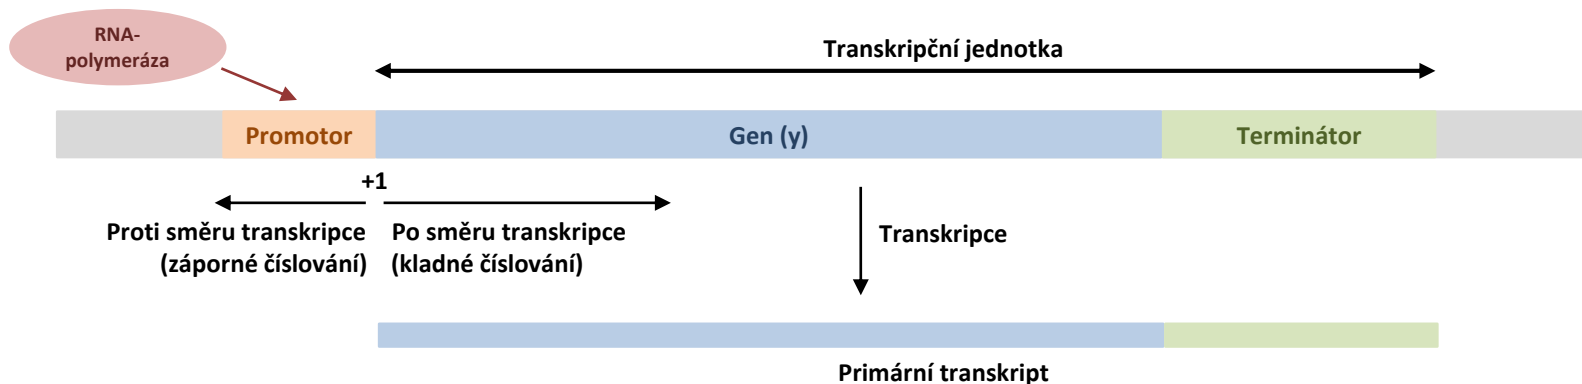 RNA-
polymeráza
Transkripční jednotka
Promotor
Gen (y)
Terminátor
+1
Proti směru transkripce
(záporné číslování)
Po směru transkripce
(kladné číslování)
Transkripce
Primární transkript